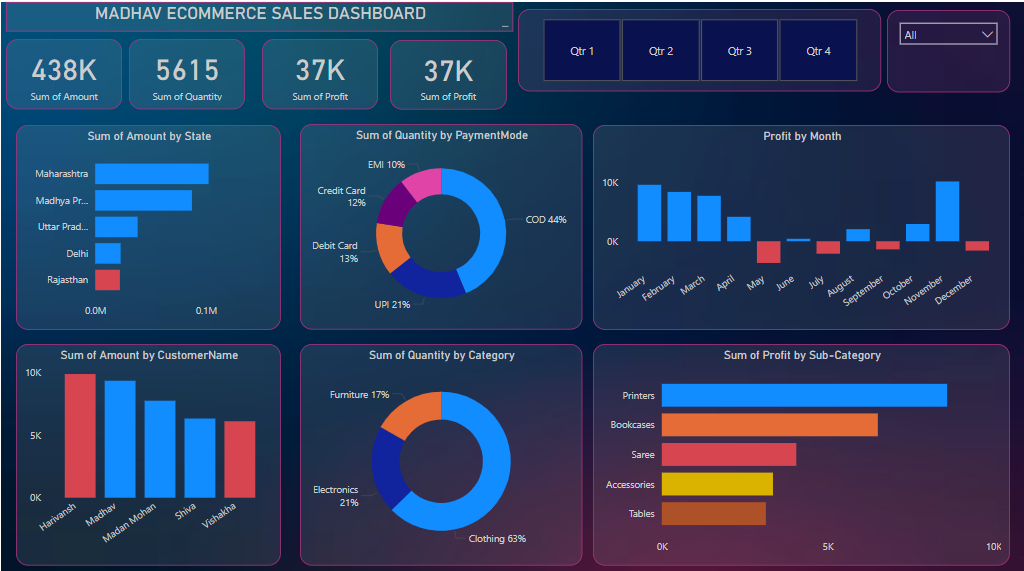 MADHAV ECOMMERCE SALES DASHBOARD
438K
Sum of Amount
5615
Sum of Quantity
37K
Sum of Profit
37K
Sum of Profit
Qtr 1
Qtr 2
Qtr 3
Qtr 4
All
Sum of Amount by State
Maharashtra
Madhya Pr...
Uttar Prad...
Delhi
Rajasthan
0.0M
0.1M
Sum of Quantity by PaymentMode
EMI 10%
Credit Card
12%
Debit Card
13%
UPI 21%
COD 44%
Profit by Month
10K
0K
January
February
March
April
May
June
July
August
September
October
November
December
Sum of Amount by CustomerName
10K
5K
0K
Harivansh
Madhav
Madan Mohan
Shiva
Vishakha
Sum of Quantity by Category
Furniture 17%
Electronics
21%
Clothing 63%
Sum of Profit by Sub-Category
Printers
Bookcases
Saree
Accessories
Tables
0K
5K
10K